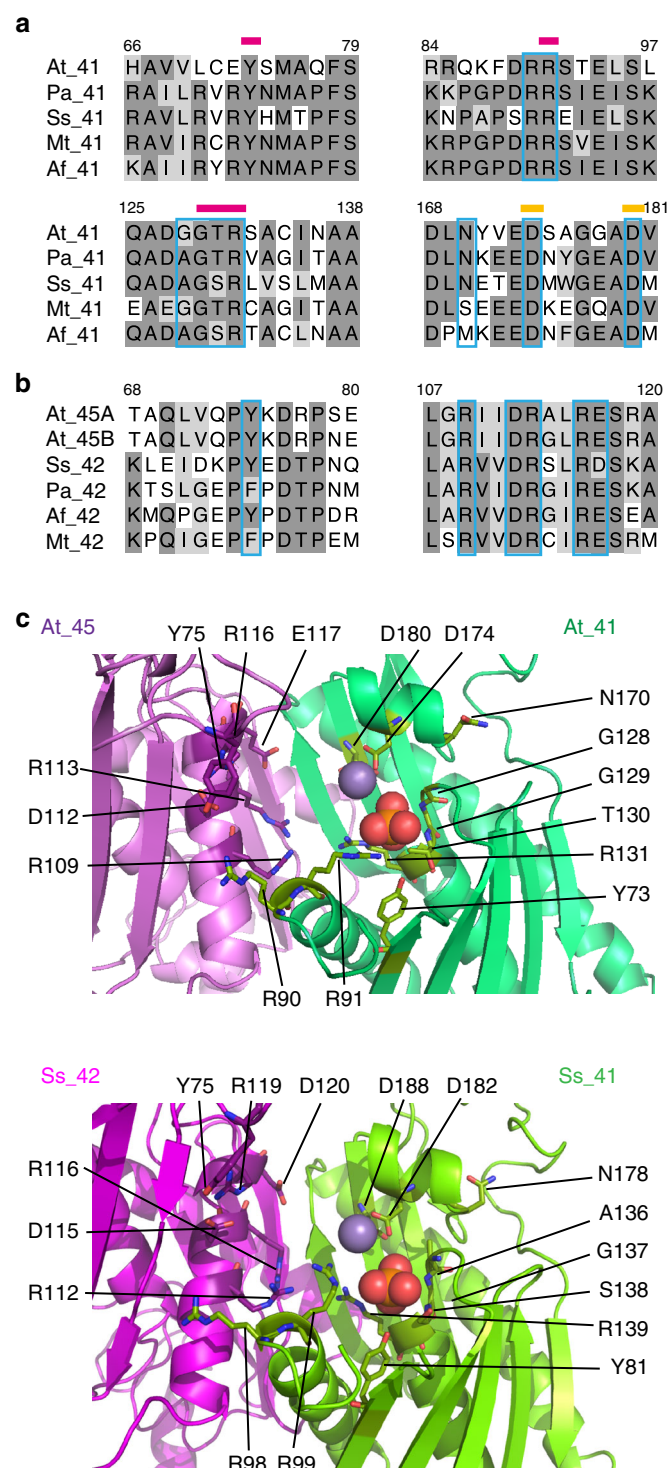 a
66 79 84 97
At_41 HAVVLCEYSMAQFS RRQKFDRRSTELSL
Pa_41 RAILRVRYNMAPFS KKPGPDRRSIEISK
Ss_41 RAVLRVRYHMTPFS KNPAPSRREIELSK
Mt_41 RAVIRCRYNMAPFS KRPGPDRRSVEISK
Af_41 KAIIRYRYNMAPFS KRPGPDRRSIEISK
125 138 168 181
At_41 QADGGTRSACINAA DLNYVEDSAGGADV
Pa_41 QADAGTRVAGITAA DLNKEEDNYGEADV
Ss_41 QADAGSRLVSLMAA DLNETEDMWGEADM
Mt_41 EAEGGTRCAGITAA DLSEEEDKEGQADV
Af_41 QADAGSRTACLNAA DPMKEEDNFGEADM
b
68 80 107 120
At_45A TAQLVQPYKDRPSE LGRIIDRALRESRA
At_45B TAQLVQPYKDRPNE LGRIIDRGLRESRA
Ss_42 KLEIDKPYEDTPNQ LARVVDRSLRDSKA
Pa_42 KTSLGEPFPDTPNM LARVIDRGIRESKA
Af_42 KMQPGEPYPDTPDR LARVVDRGIRESEA
Mt_42 KPQIGEPFPDTPEM LSRVVDRCIRESRM
c
At_45 At_41
Y75 R116 E117 D180 D174
N170
G128
R113
G129
D112
T130
R109
R131
Y73
R90 R91
Ss_42 Ss_41
Y75 R119 D120 D188 D182
R116
N178
A136
D115
G137
S138
R112
R139
Y81
R98 R99